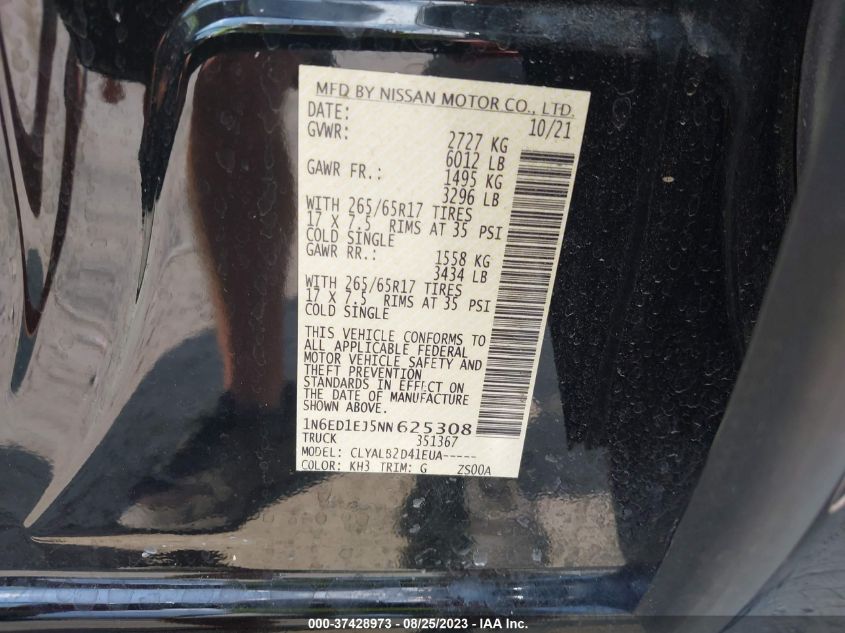 MFD BY NISSAN MOTOR CO., LTD.
DATE: 10/21
GVWR: 2727 KG
6012 LB
GAWR FR.: 1495 KG
3296 LB
WITH 265/65R17 TIRES
17 X 7.5 RIMS AT 35 PSI
COLD SINGLE
GAWR RR.: 1558 KG
3434 LB
WITH 265/65R17 TIRES
17 X 7.5 RIMS AT 35 PSI
COLD SINGLE
THIS VEHICLE CONFORMS TO
ALL APPLICABLE FEDERAL
MOTOR VEHICLE SAFETY AND
THEFT PREVENTION
STANDARDS IN EFFECT ON
THE DATE OF MANUFACTURE
SHOWN ABOVE.
1N6ED1EJ5NN625308
TRUCK 351367
MODEL: CLYALB2D41EUA-----
COLOR: KH3 TRIM: G ZS00A
000-37428973 - 08/25/2023 - IAA Inc.